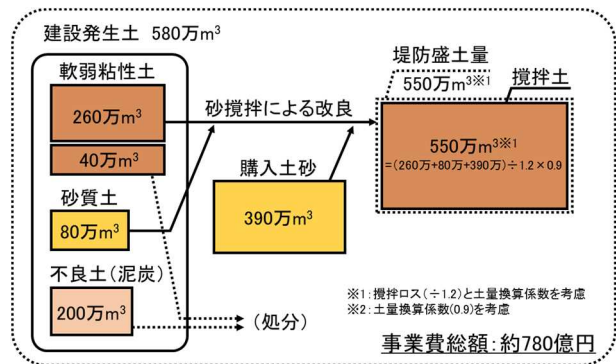 建設発生土 580万m³
軟弱粘性土
260万m³
40万m³
砂質土
80万m³
不良土(泥炭)
200万m³
砂攪拌による改良
購入土砂
390万m³
(処分)
堤防盛土量
550万m³※1
攪拌土
550万m³※1
=(260万+80万+390万)÷1.2×0.9
※1:攪拌ロス(÷1.2)と土量換算係数を考慮
※2:土量換算係数(0.9)を考慮
事業費総額:約780億円